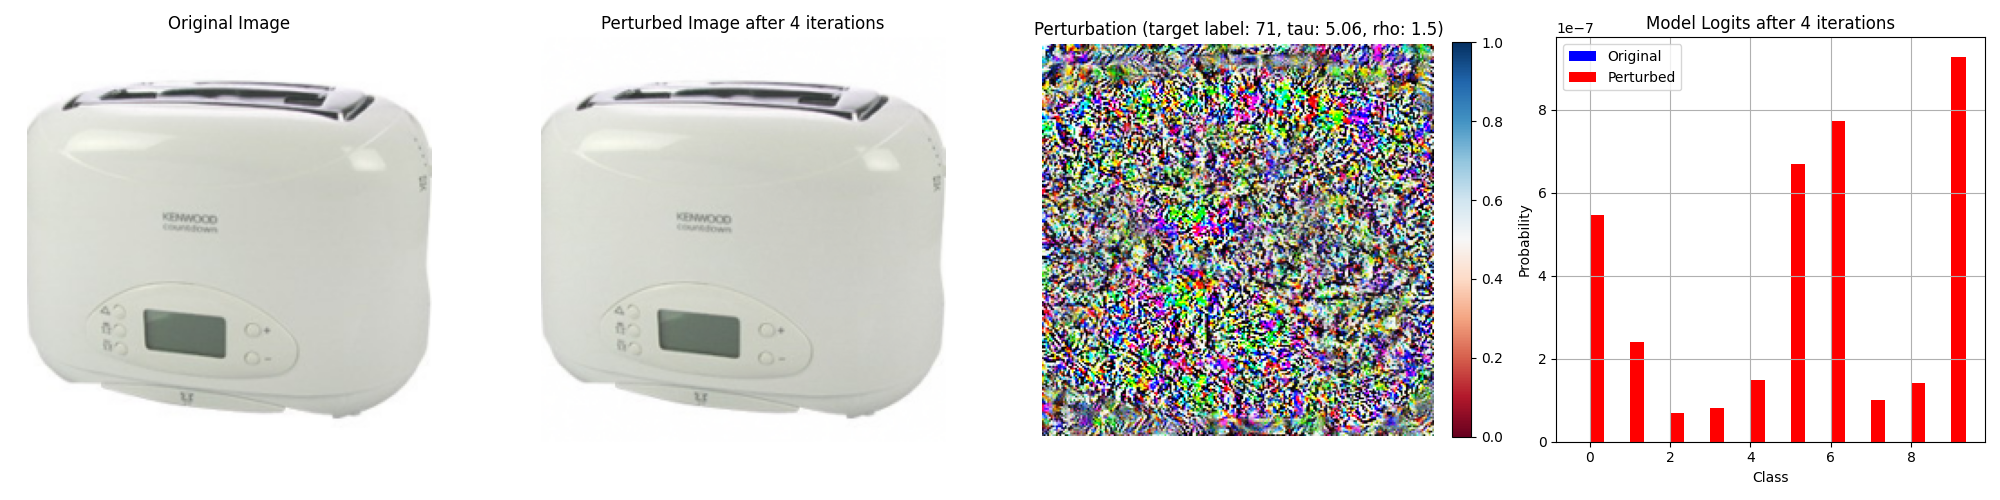 Original Image
KENWOOD
countdown
Perturbed Image after 4 iterations
KENWOOD
countdown
Perturbation (target label: 71, tau: 5.06, rho: 1.5)
1.0
0.8
0.6
0.4
0.2
0.0
Model Logits after 4 iterations
1e−7
Original
Perturbed
8
6
4
2
0
Probability
0 2 4 6 8
Class